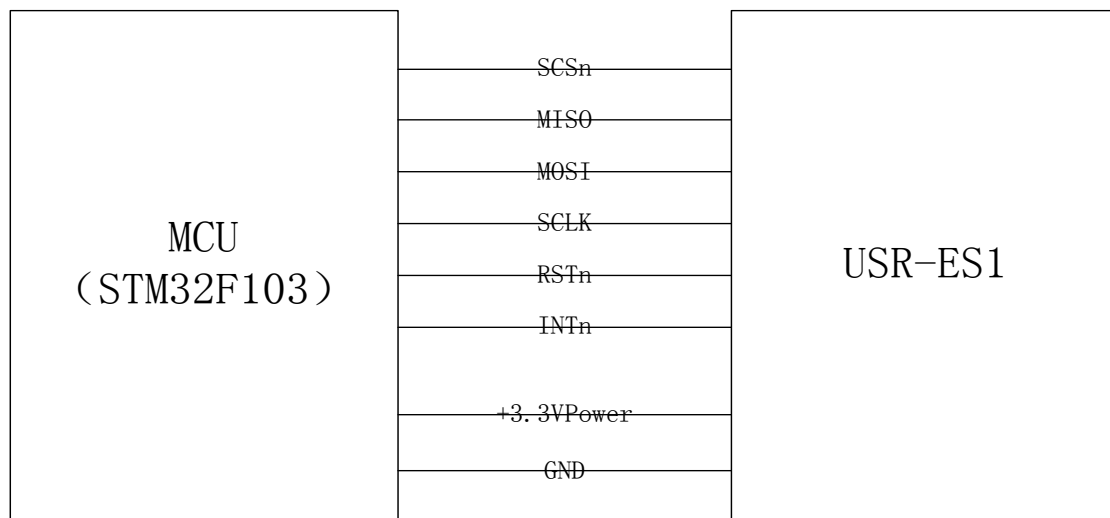 SCSn
MISO
MOSI
SCLK
RSTn
INTn
+3.3VPower
GND
MCU
（STM32F103）
USR-ES1